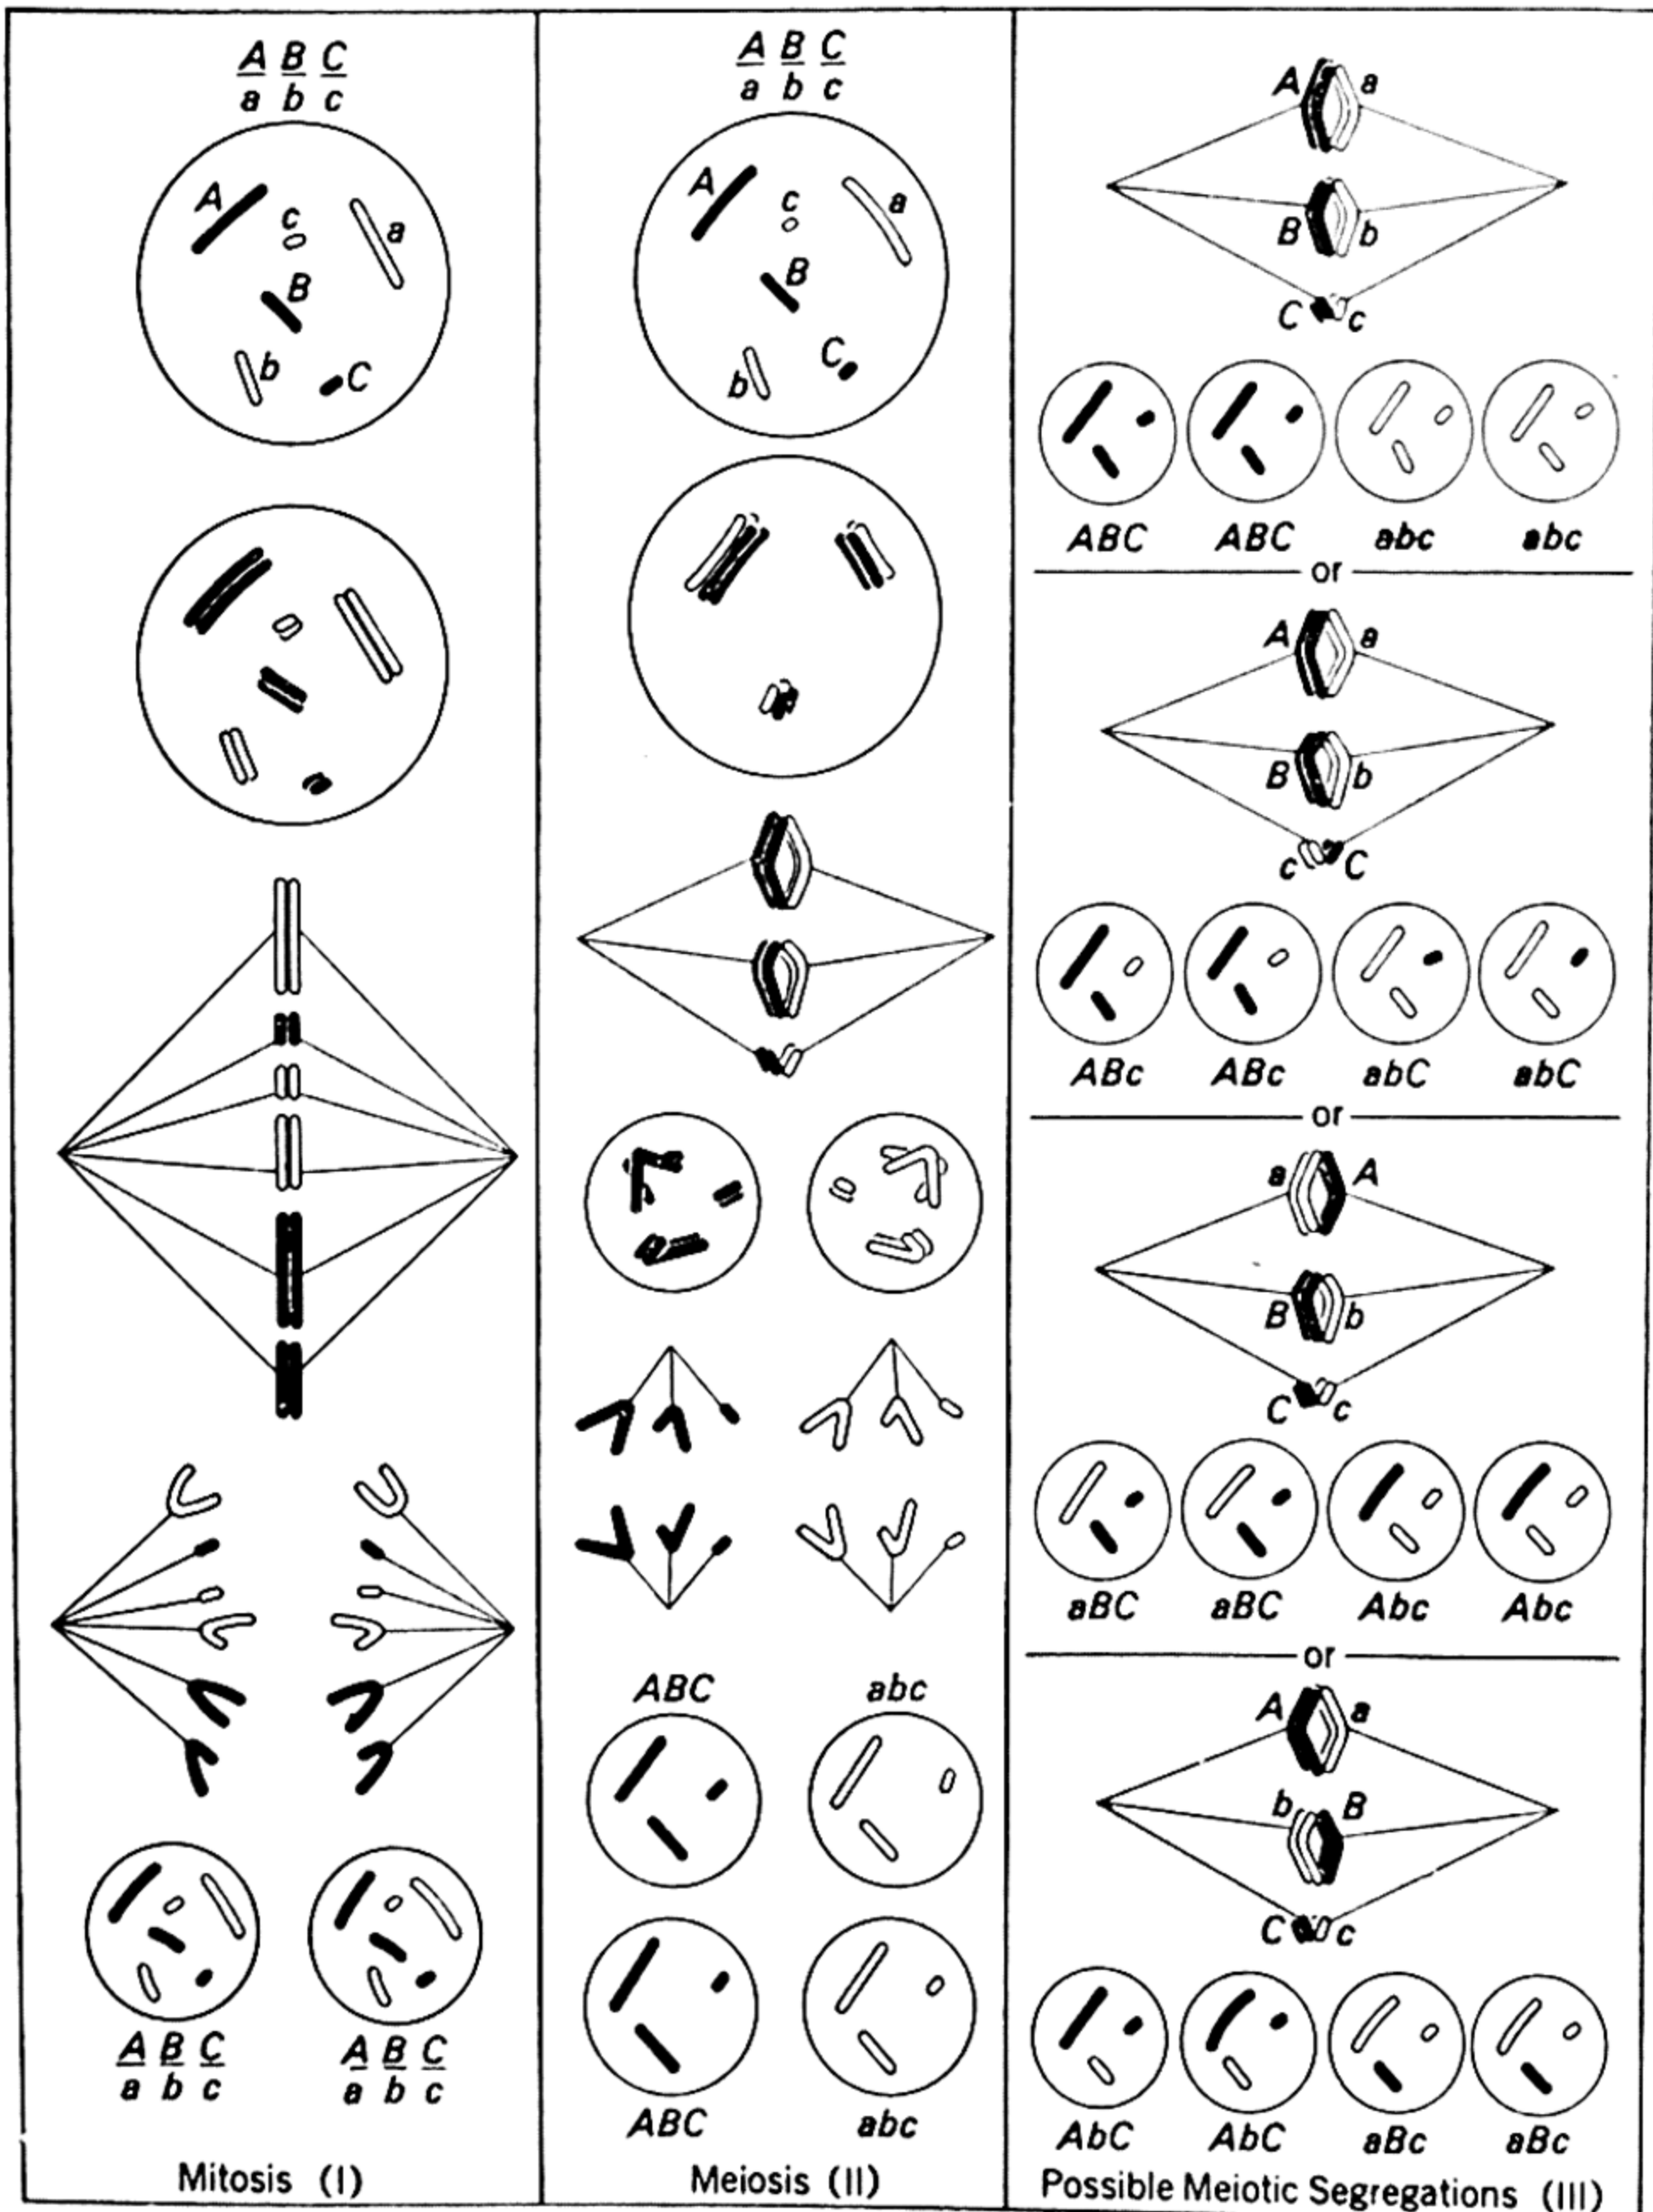 A B C
a b c
A
c
a
B
b
C
Mitosis (I)
A B C
a b c
A B C
a b c
A B C
a b c
A
c
a
B
C
b
ABC abc
ABC abc
Meiosis (II)
A a
B b
C c
ABC ABC abc abc
or
A a
B b
c C
ABc ABc abC abC
or
a A
B b
C c
aBC aBC Abc Abc
or
A a
b B
C c
AbC AbC aBc aBc
Possible Meiotic Segregations (III)